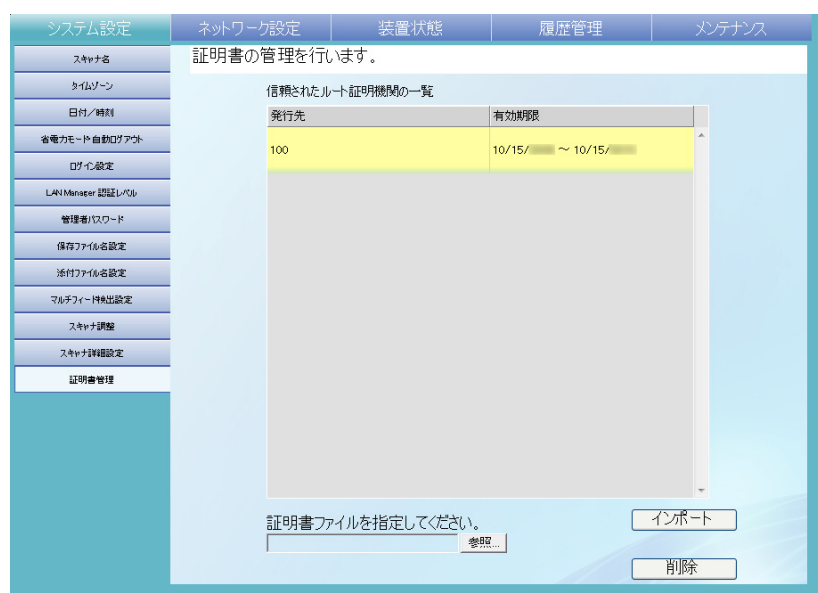 システム設定 ネットワーク設定 装置状態 履歴管理 メンテナンス
スキャナ名
タイムゾーン
日付／時刻
省電力モード・自動ログアウト
ログイン設定
LAN Manager 認証レベル
管理者パスワード
保存ファイル名設定
添付ファイル名設定
マルチフィード検出設定
スキャナ調整
スキャナ詳細設定
証明書管理
証明書の管理を行います。
信頼されたルート証明機関の一覧
発行先 有効期限
100 10/15/ ～ 10/15/
証明書ファイルを指定してください。
参照...
インポート
削除